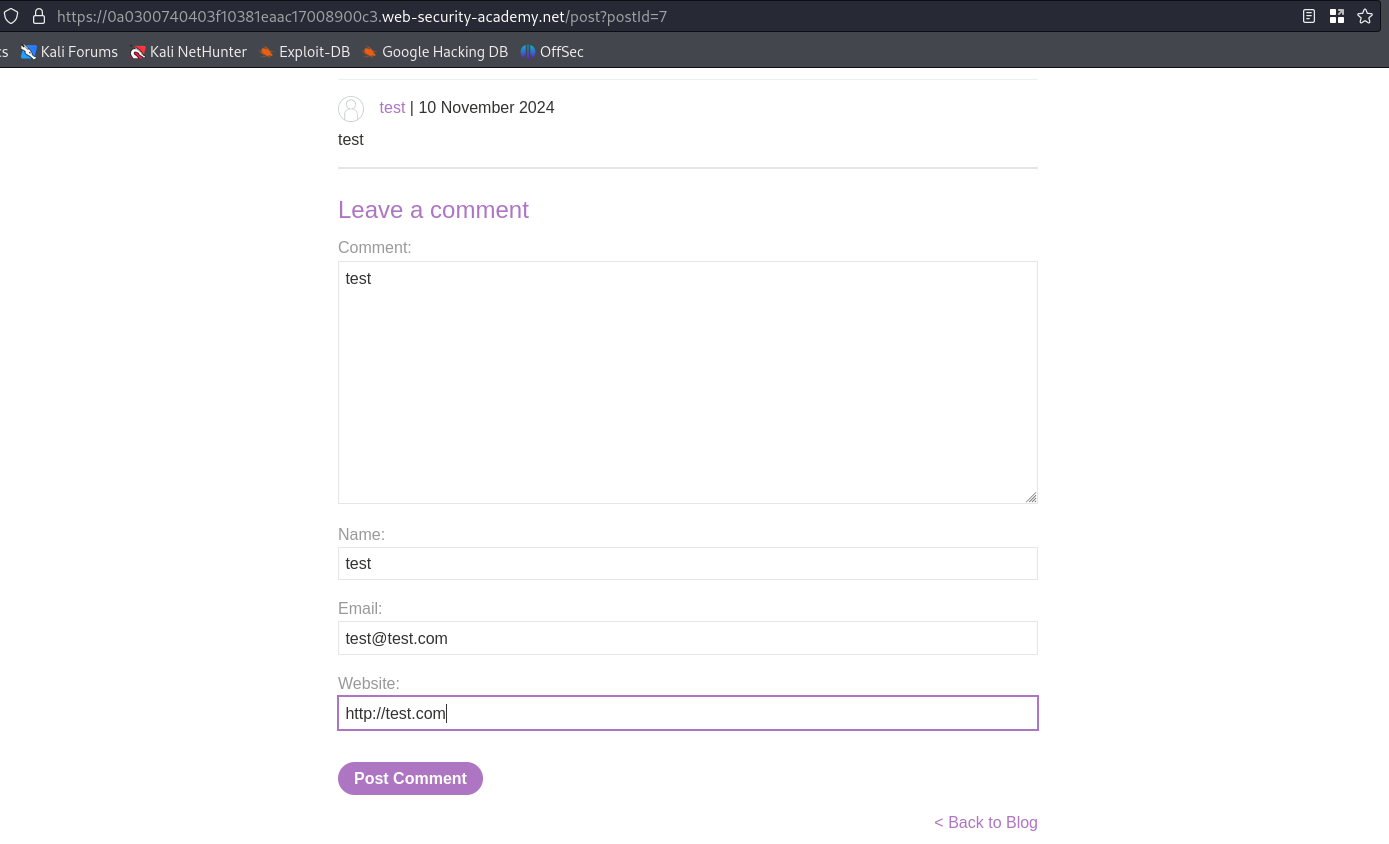 https://0a0300740403f10381eaac17008900c3.web-security-academy.net/post?postId=7
Kali Forums Kali NetHunter Exploit-DB Google Hacking DB OffSec
test | 10 November 2024
test
Leave a comment
Comment:
test
Name:
test
Email:
test@test.com
Website:
http://test.com
Post Comment
< Back to Blog